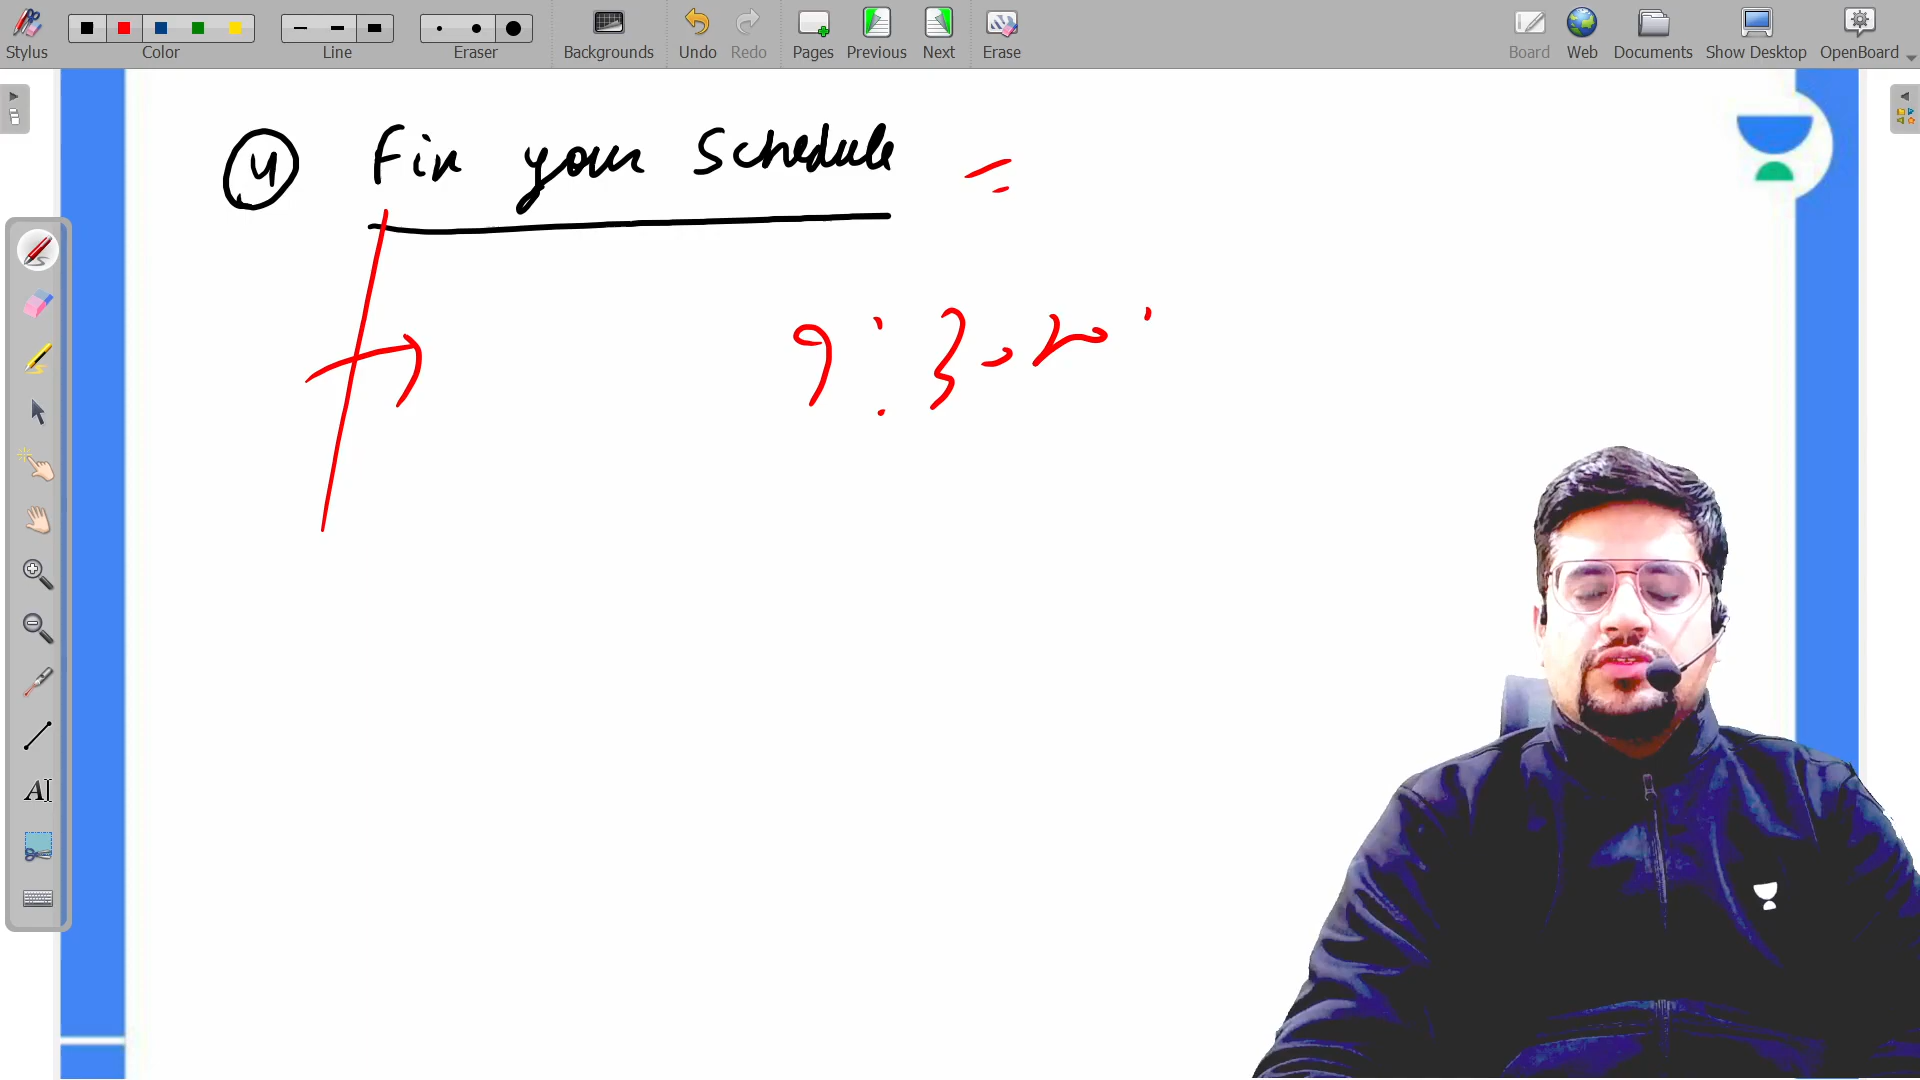 Stylus Color Line Eraser Backgrounds Undo Redo Pages Previous Next Erase Board Web Documents Show Desktop OpenBoard
④ Fix your Schedule
9:30